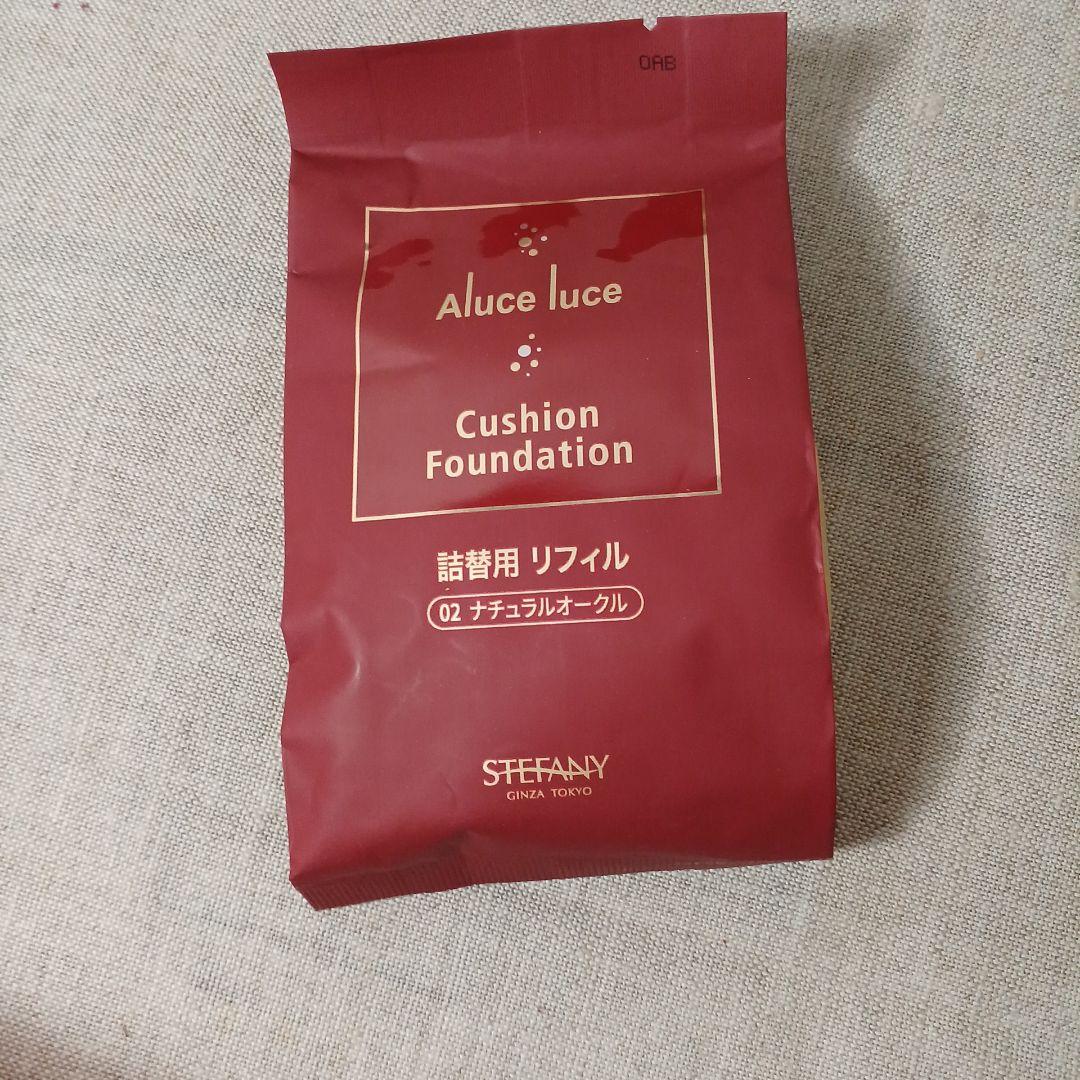 OAB
Aluce luce
Cushion
Foundation
詰替用 リフィル
02 ナチュラルオークル
STEFANY
GINZA TOKYO